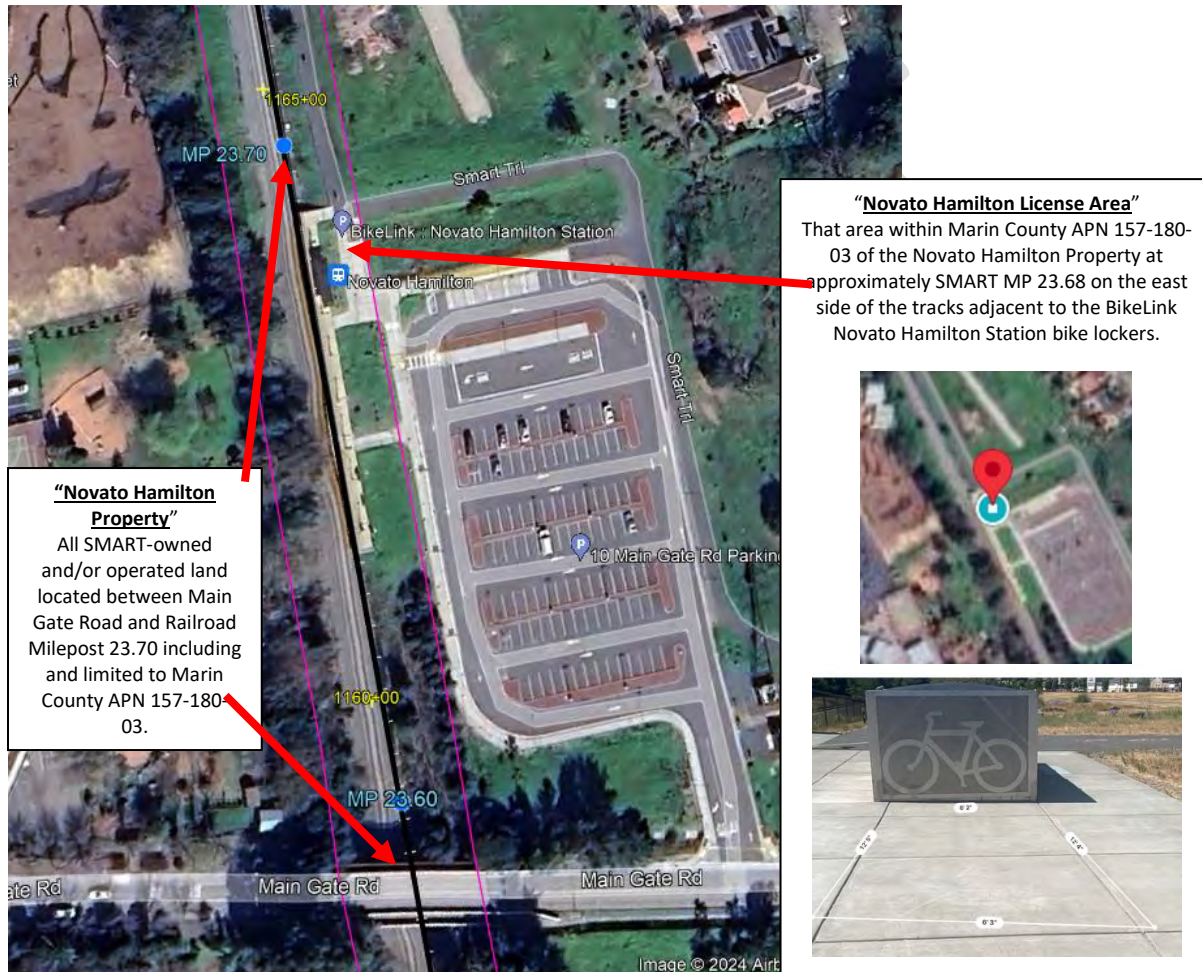 et
1165+00
MP 23.70
Smart Trl
BikeLink : Novato Hamilton Station
Novato Hamilton
Smart Trl
10 Main Gate Rd Parking
1160+00
MP 23.60
ate Rd
Main Gate Rd
Main Gate Rd
Image © 2024 Airb
"Novato Hamilton
Property"
All SMART-owned
and/or operated land
located between Main
Gate Road and Railroad
Milepost 23.70 including
and limited to Marin
County APN 157-180-
03.
"Novato Hamilton License Area"
That area within Marin County APN 157-180-
03 of the Novato Hamilton Property at
approximately SMART MP 23.68 on the east
side of the tracks adjacent to the BikeLink
Novato Hamilton Station bike lockers.
6'2"
12'5"
12'4"
6'3"